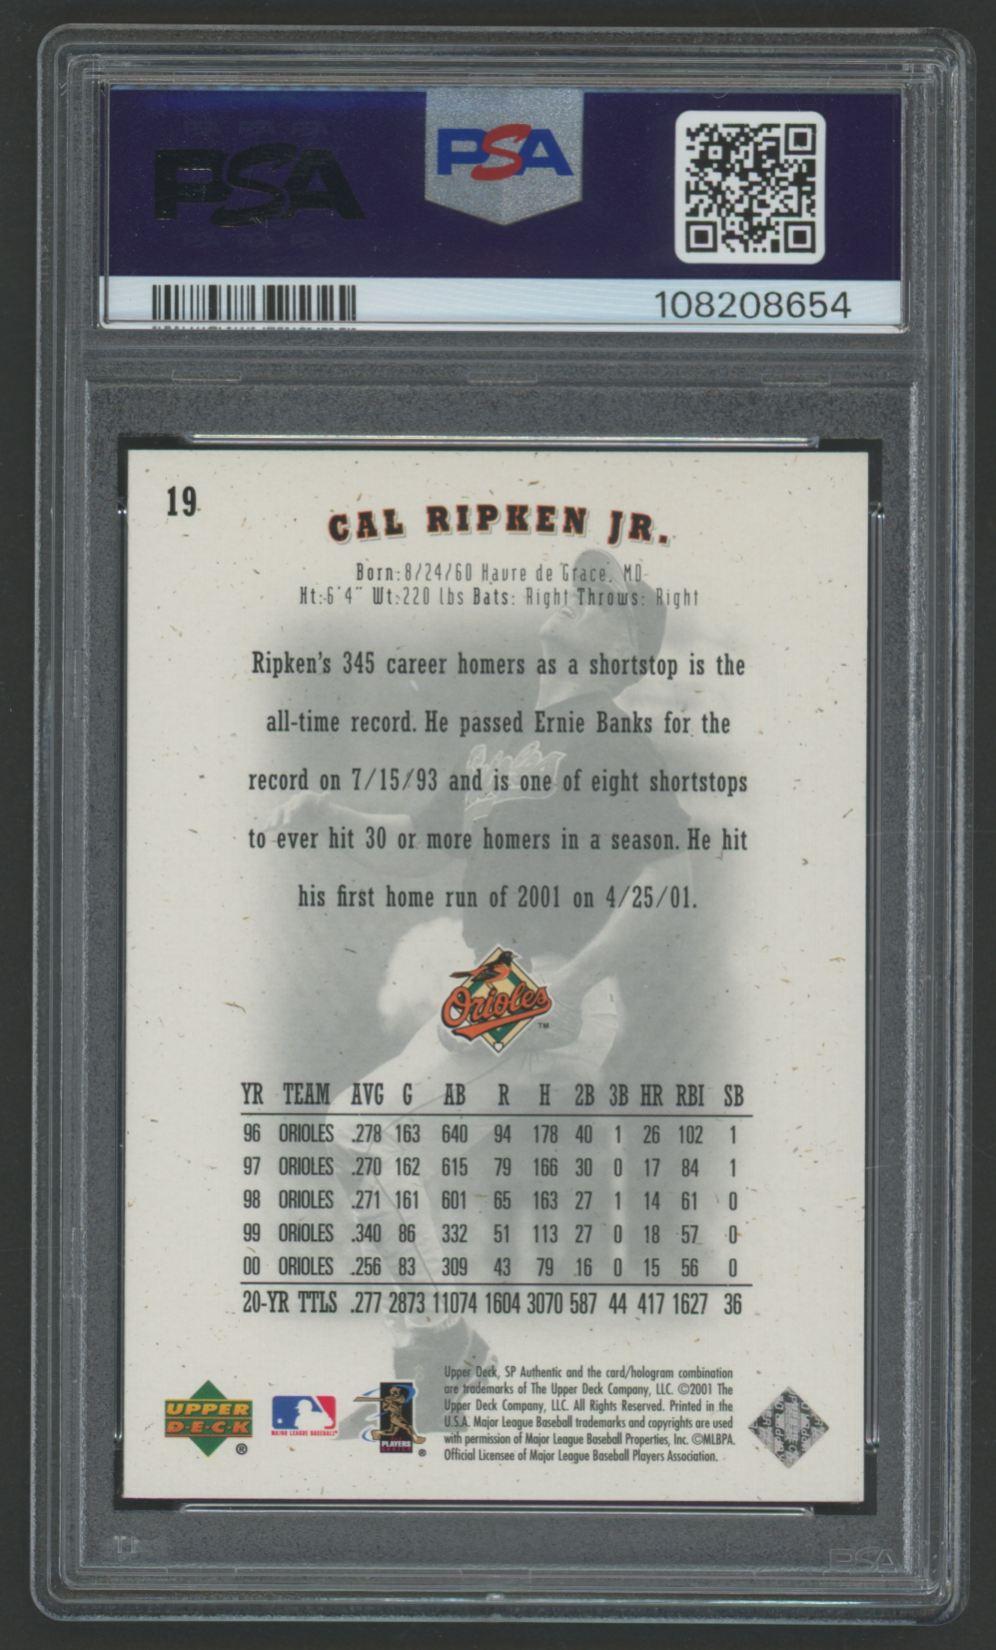 PSA
PSA
108208654
19
CAL RIPKEN JR.
Born:8/24/60 Havre de Grace, MD
Ht:6'4" Wt:220 lbs Bats: Right Throws: Right
Ripken's 345 career homers as a shortstop is the
all-time record. He passed Ernie Banks for the
record on 7/15/93 and is one of eight shortstops
to ever hit 30 or more homers in a season. He hit
his first home run of 2001 on 4/25/01.
Orioles TM
YR TEAM AVG G AB R H 2B 3B HR RBI SB
96 ORIOLES .278 163 640 94 178 40 1 26 102 1
97 ORIOLES .270 162 615 79 166 30 0 17 84 1
98 ORIOLES .271 161 601 65 163 27 1 14 61 0
99 ORIOLES .340 86 332 51 113 27 0 18 57 0
00 ORIOLES .256 83 309 43 79 16 0 15 56 0
20-YR TTLS .277 2873 11074 1604 3070 587 44 417 1627 36
UPPER
D·E·C·K ®
MAJOR LEAGUE BASEBALL
PLAYERS
®
Upper Deck, SP Authentic and the card/hologram combination
are trademarks of The Upper Deck Company, LLC. ©2001 The
Upper Deck Company, LLC. All Rights Reserved. Printed in the
U.S.A. Major League Baseball trademarks and copyrights are used
with permission of Major League Baseball Properties, Inc. ©MLBPA.
Official Licensee of Major League Baseball Players Association.
PSA